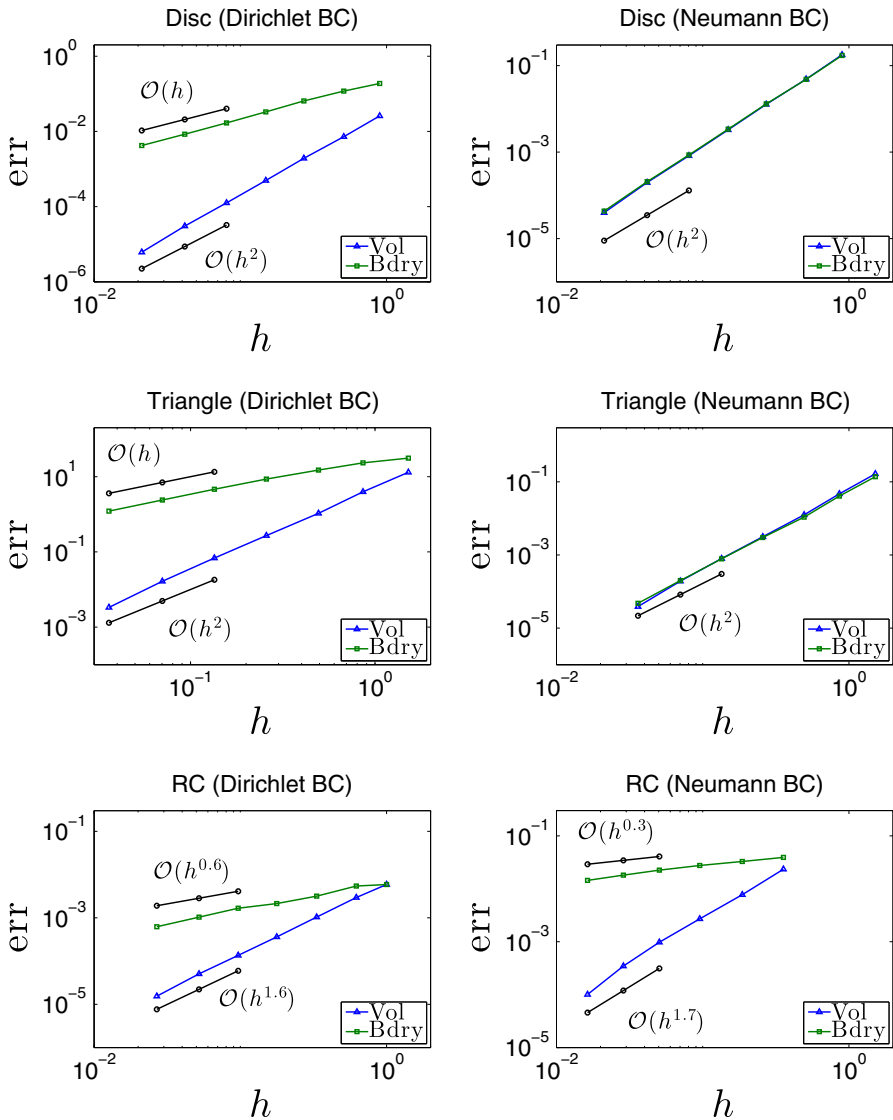 Disc (Dirichlet BC)
10^0
10^−2
10^−4
10^−6
err
O(h)
O(h^2)
Vol
Bdry
10^−2
10^0
h
Disc (Neumann BC)
10^−1
10^−3
10^−5
err
O(h^2)
Vol
Bdry
10^−2
10^0
h
Triangle (Dirichlet BC)
10^1
10^−1
10^−3
err
O(h)
O(h^2)
Vol
Bdry
10^−1
10^0
h
Triangle (Neumann BC)
10^−1
10^−3
10^−5
err
O(h^2)
Vol
Bdry
10^−2
10^0
h
RC (Dirichlet BC)
10^−1
10^−3
10^−5
err
O(h^0.6)
O(h^1.6)
Vol
Bdry
10^−2
10^0
h
RC (Neumann BC)
10^−1
10^−3
10^−5
err
O(h^0.3)
O(h^1.7)
Vol
Bdry
10^−2
10^0
h